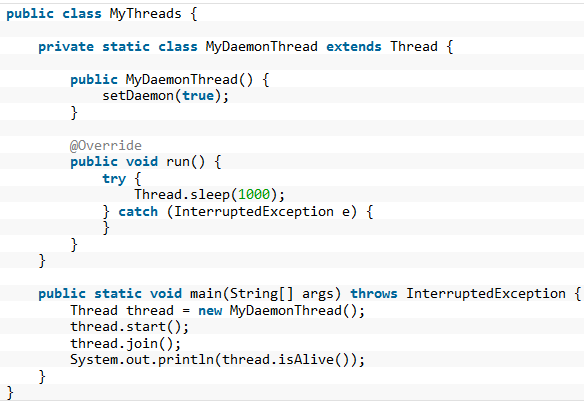 public class MyThreads {
    private static class MyDaemonThread extends Thread {
        public MyDaemonThread() {
            setDaemon(true);
        }
        @Override
        public void run() {
            try {
                Thread.sleep(1000);
            } catch (InterruptedException e) {
            }
        }
    }
    public static void main(String[] args) throws InterruptedException {
        Thread thread = new MyDaemonThread();
        thread.start();
        thread.join();
        System.out.println(thread.isAlive());
    }
}